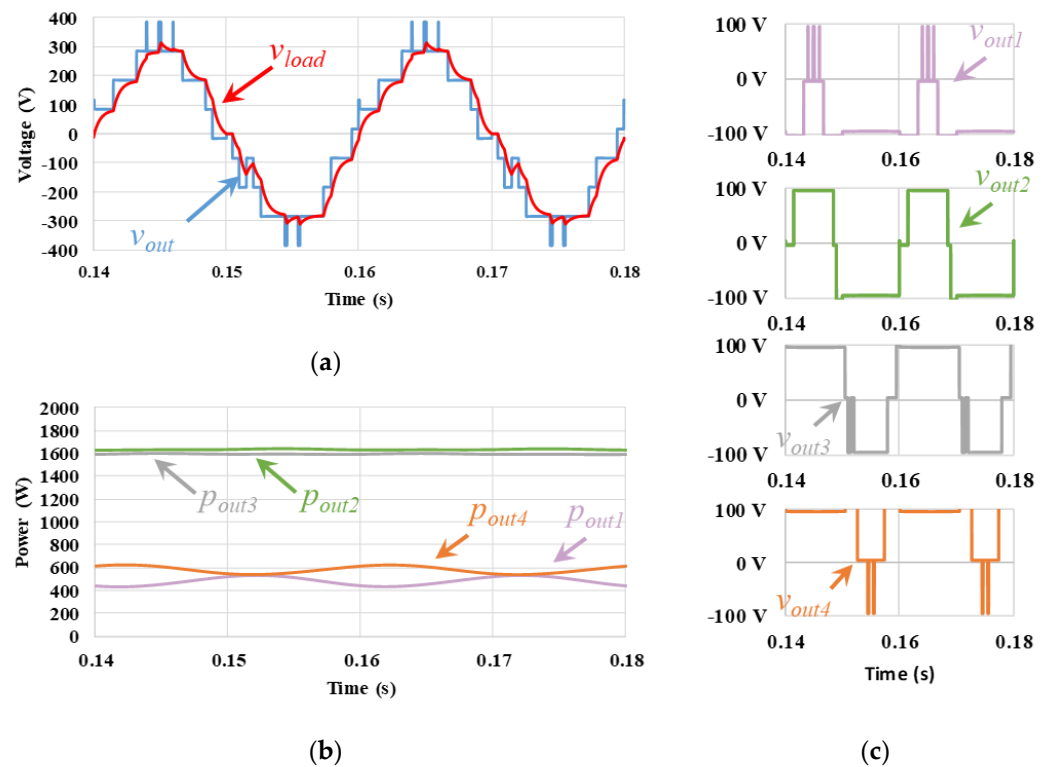 400
300
200
100
0
-100
-200
-300
-400
Voltage (V)
v_load
v_out
0.14 0.15 0.16 0.17 0.18
Time (s)
(a)
2000
1800
1600
1400
1200
1000
800
600
400
200
0
Power (W)
p_out3
p_out2
p_out4
p_out1
0.14 0.15 0.16 0.17 0.18
Time (s)
(b)
100 V
0 V
-100 V
v_out1
0.14 0.16 0.18
100 V
0 V
-100 V
v_out2
0.14 0.16 0.18
100 V
0 V
-100 V
v_out3
0.14 0.16 0.18
100 V
0 V
-100 V
v_out4
0.14 0.16 0.18
Time (s)
(c)